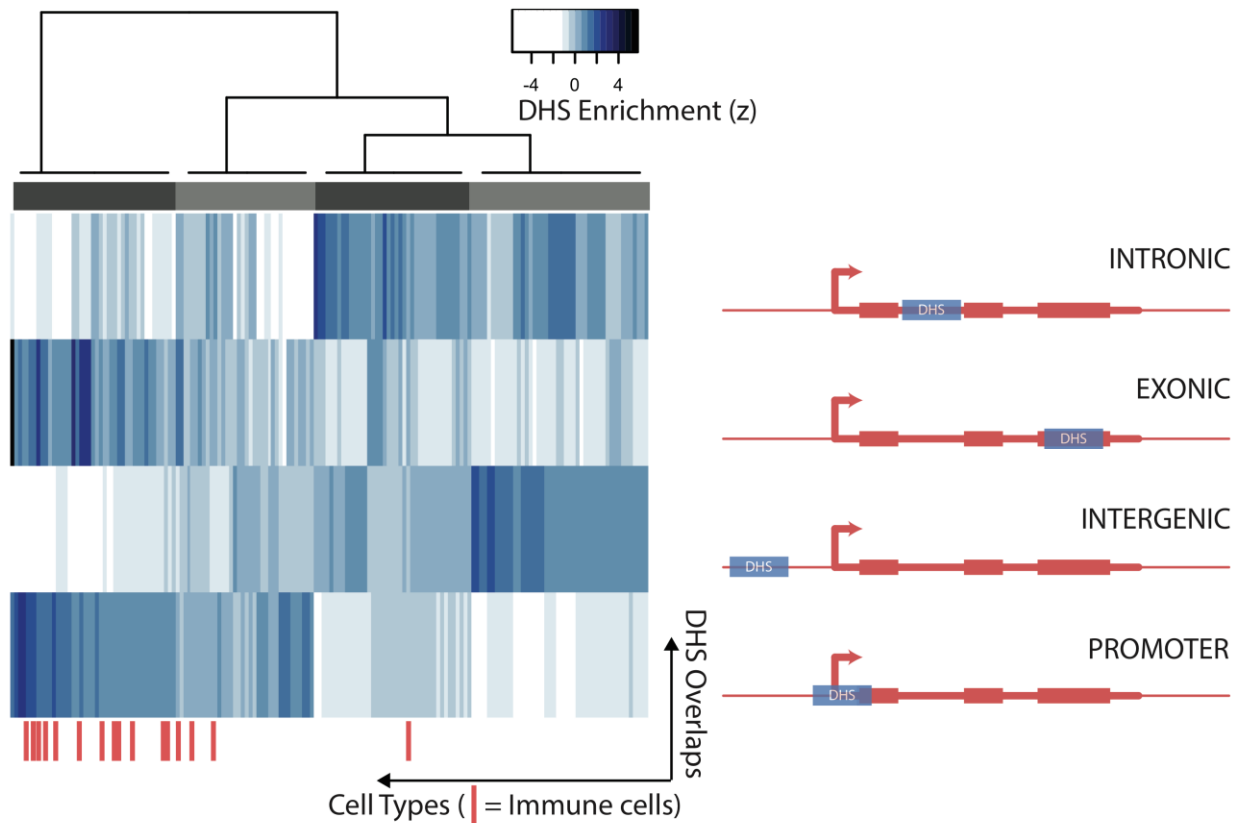 -4 0 4
DHS Enrichment (z)
INTRONIC
DHS
EXONIC
DHS
INTERGENIC
DHS
PROMOTER
DHS
DHS Overlaps
Cell Types ( = Immune cells)